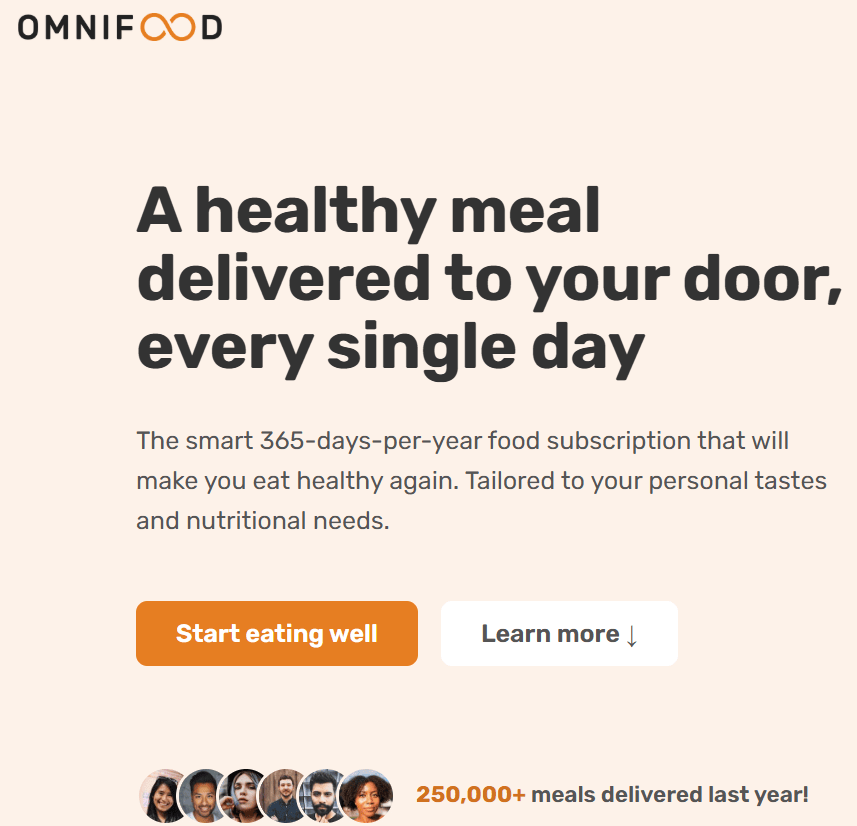 OMNIFOOD
A healthy meal
delivered to your door,
every single day
The smart 365-days-per-year food subscription that will
make you eat healthy again. Tailored to your personal tastes
and nutritional needs.
Start eating well
Learn more ↓
250,000+ meals delivered last year!